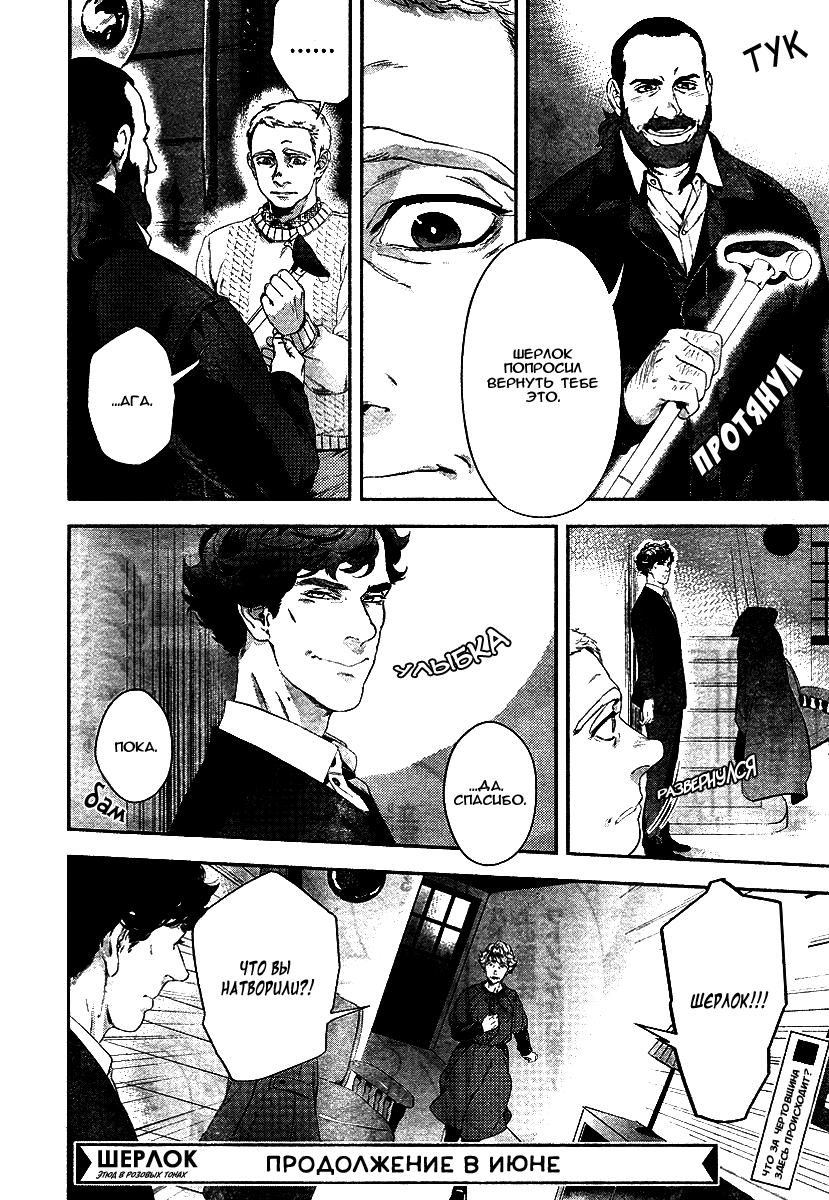 ТУК
ШЕРЛОК
ПОПРОСИЛ
ВЕРНУТЬ ТЕБЕ
ЭТО.
ПРОТЯНУЛ
......
...АГА.
РАЗВЕРНУЛСЯ
УЛЫБКА
...ДА,
СПАСИБО.
ПОКА.
бам
ШЕРЛОК!!!
ЧТО ВЫ
НАТВОРИЛИ?!
ЧТО ЗА ЧЕРТОВЩИНА
ЗДЕСЬ ПРОИСХОДИТ?
ШЕРЛОК
ЭТЮД В РОЗОВЫХ ТОНАХ
ПРОДОЛЖЕНИЕ В ИЮНЕ